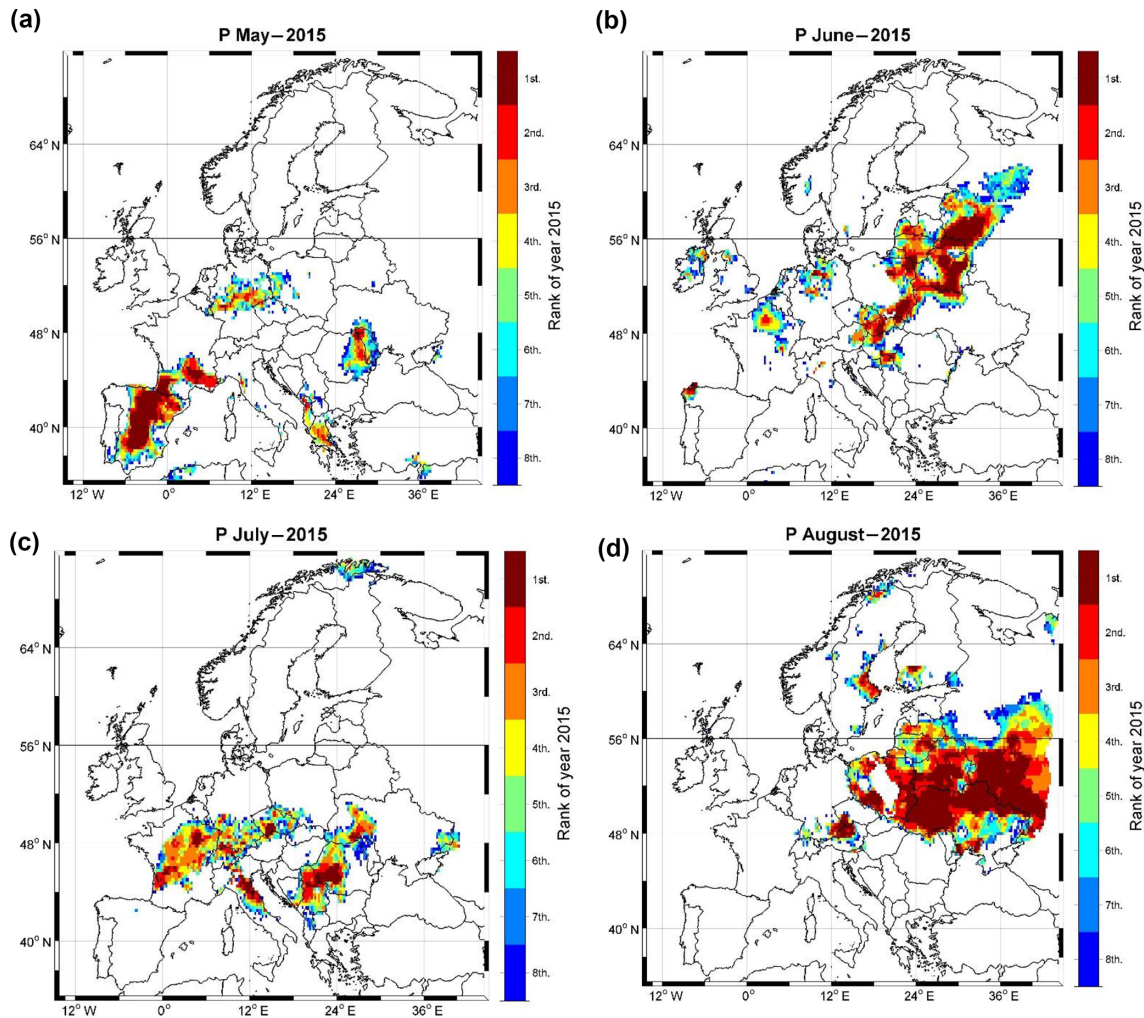 (a)
P May−2015
64° N
56° N
48° N
40° N
12° W 0° 12° E 24° E 36° E
1st.
2nd.
3rd.
4th.
5th.
6th.
7th.
8th.
Rank of year 2015
(b)
P June−2015
64° N
56° N
48° N
40° N
12° W 0° 12° E 24° E 36° E
1st.
2nd.
3rd.
4th.
5th.
6th.
7th.
8th.
Rank of year 2015
(c)
P July−2015
64° N
56° N
48° N
40° N
12° W 0° 12° E 24° E 36° E
1st.
2nd.
3rd.
4th.
5th.
6th.
7th.
8th.
Rank of year 2015
(d)
P August−2015
64° N
56° N
48° N
40° N
12° W 0° 12° E 24° E 36° E
1st.
2nd.
3rd.
4th.
5th.
6th.
7th.
8th.
Rank of year 2015